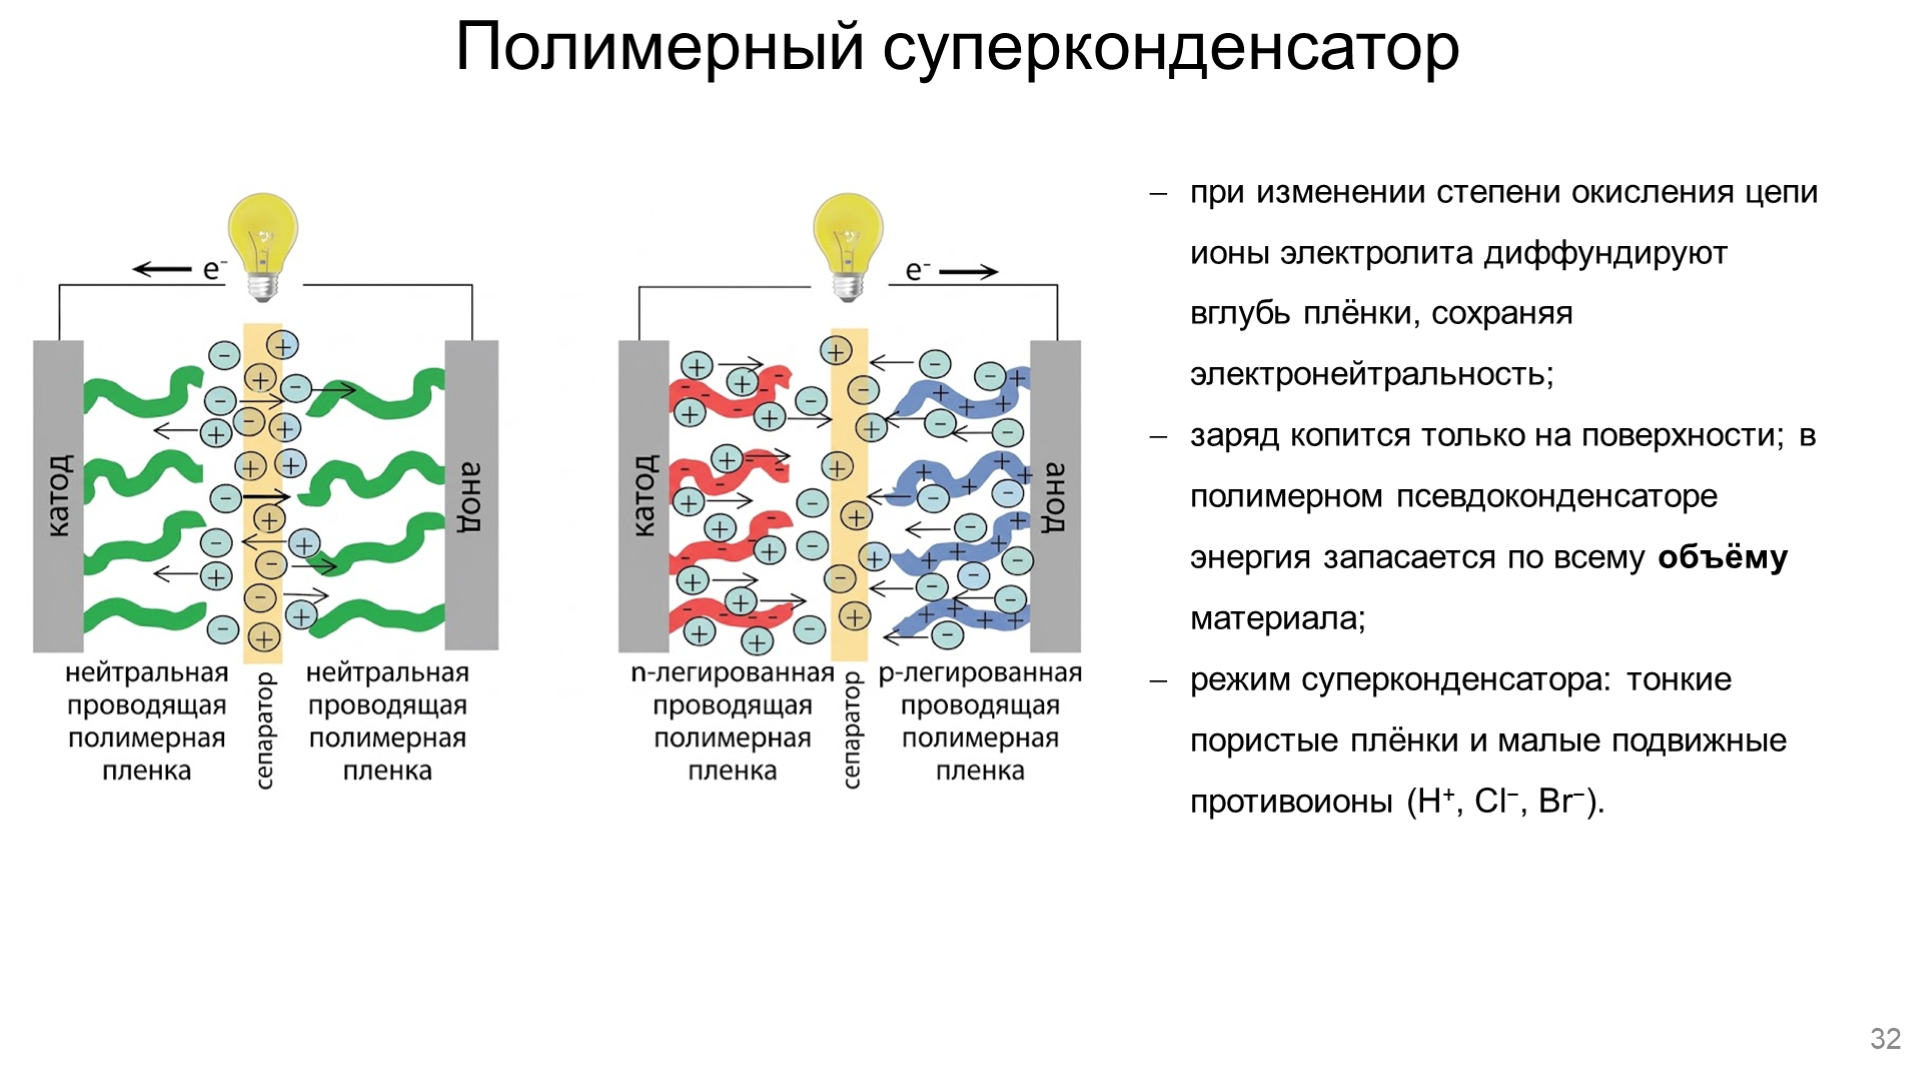 Полимерный суперконденсатор
e⁻
катод
анод
нейтральная
проводящая
полимерная
пленка
сепаратор
нейтральная
проводящая
полимерная
пленка
e⁻
катод
анод
n-легированная
проводящая
полимерная
пленка
сепаратор
p-легированная
проводящая
полимерная
пленка
– при изменении степени окисления цепи
ионы электролита диффундируют
вглубь плёнки, сохраняя
электронейтральность;
– заряд копится только на поверхности; в
полимерном псевдоконденсаторе
энергия запасается по всему объёму
материала;
– режим суперконденсатора: тонкие
пористые плёнки и малые подвижные
противоионы (H⁺, Cl⁻, Br⁻).
32